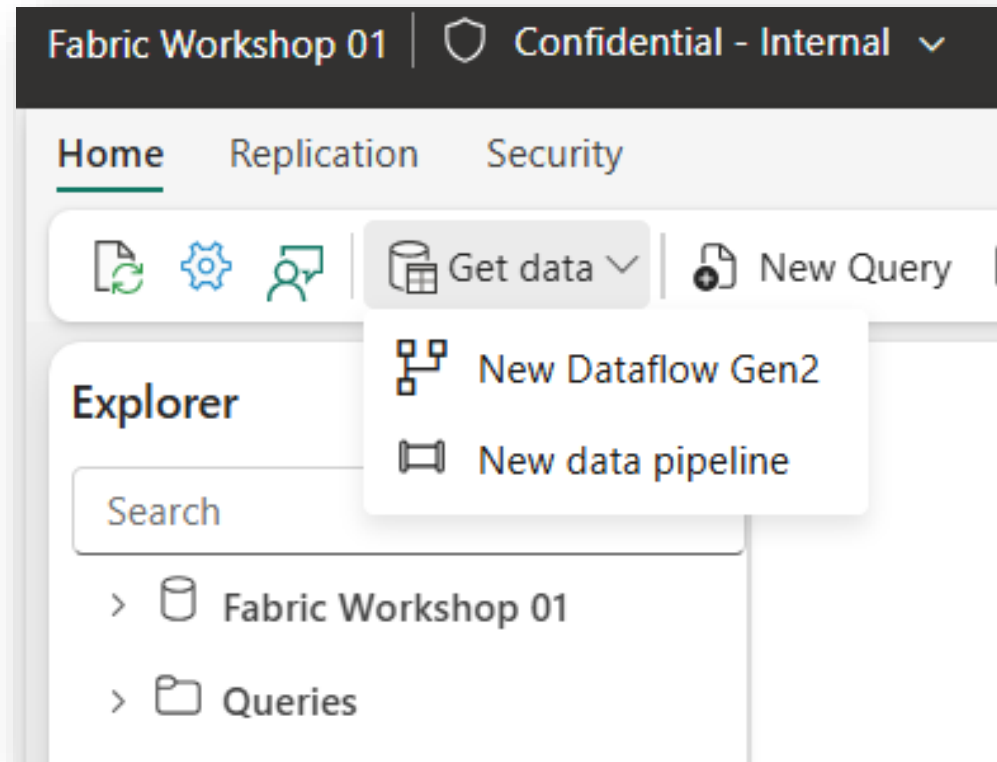 Fabric Workshop 01 Confidential - Internal
Home Replication Security
Get data New Query
New Dataflow Gen2
New data pipeline
Explorer
Search
Fabric Workshop 01
Queries